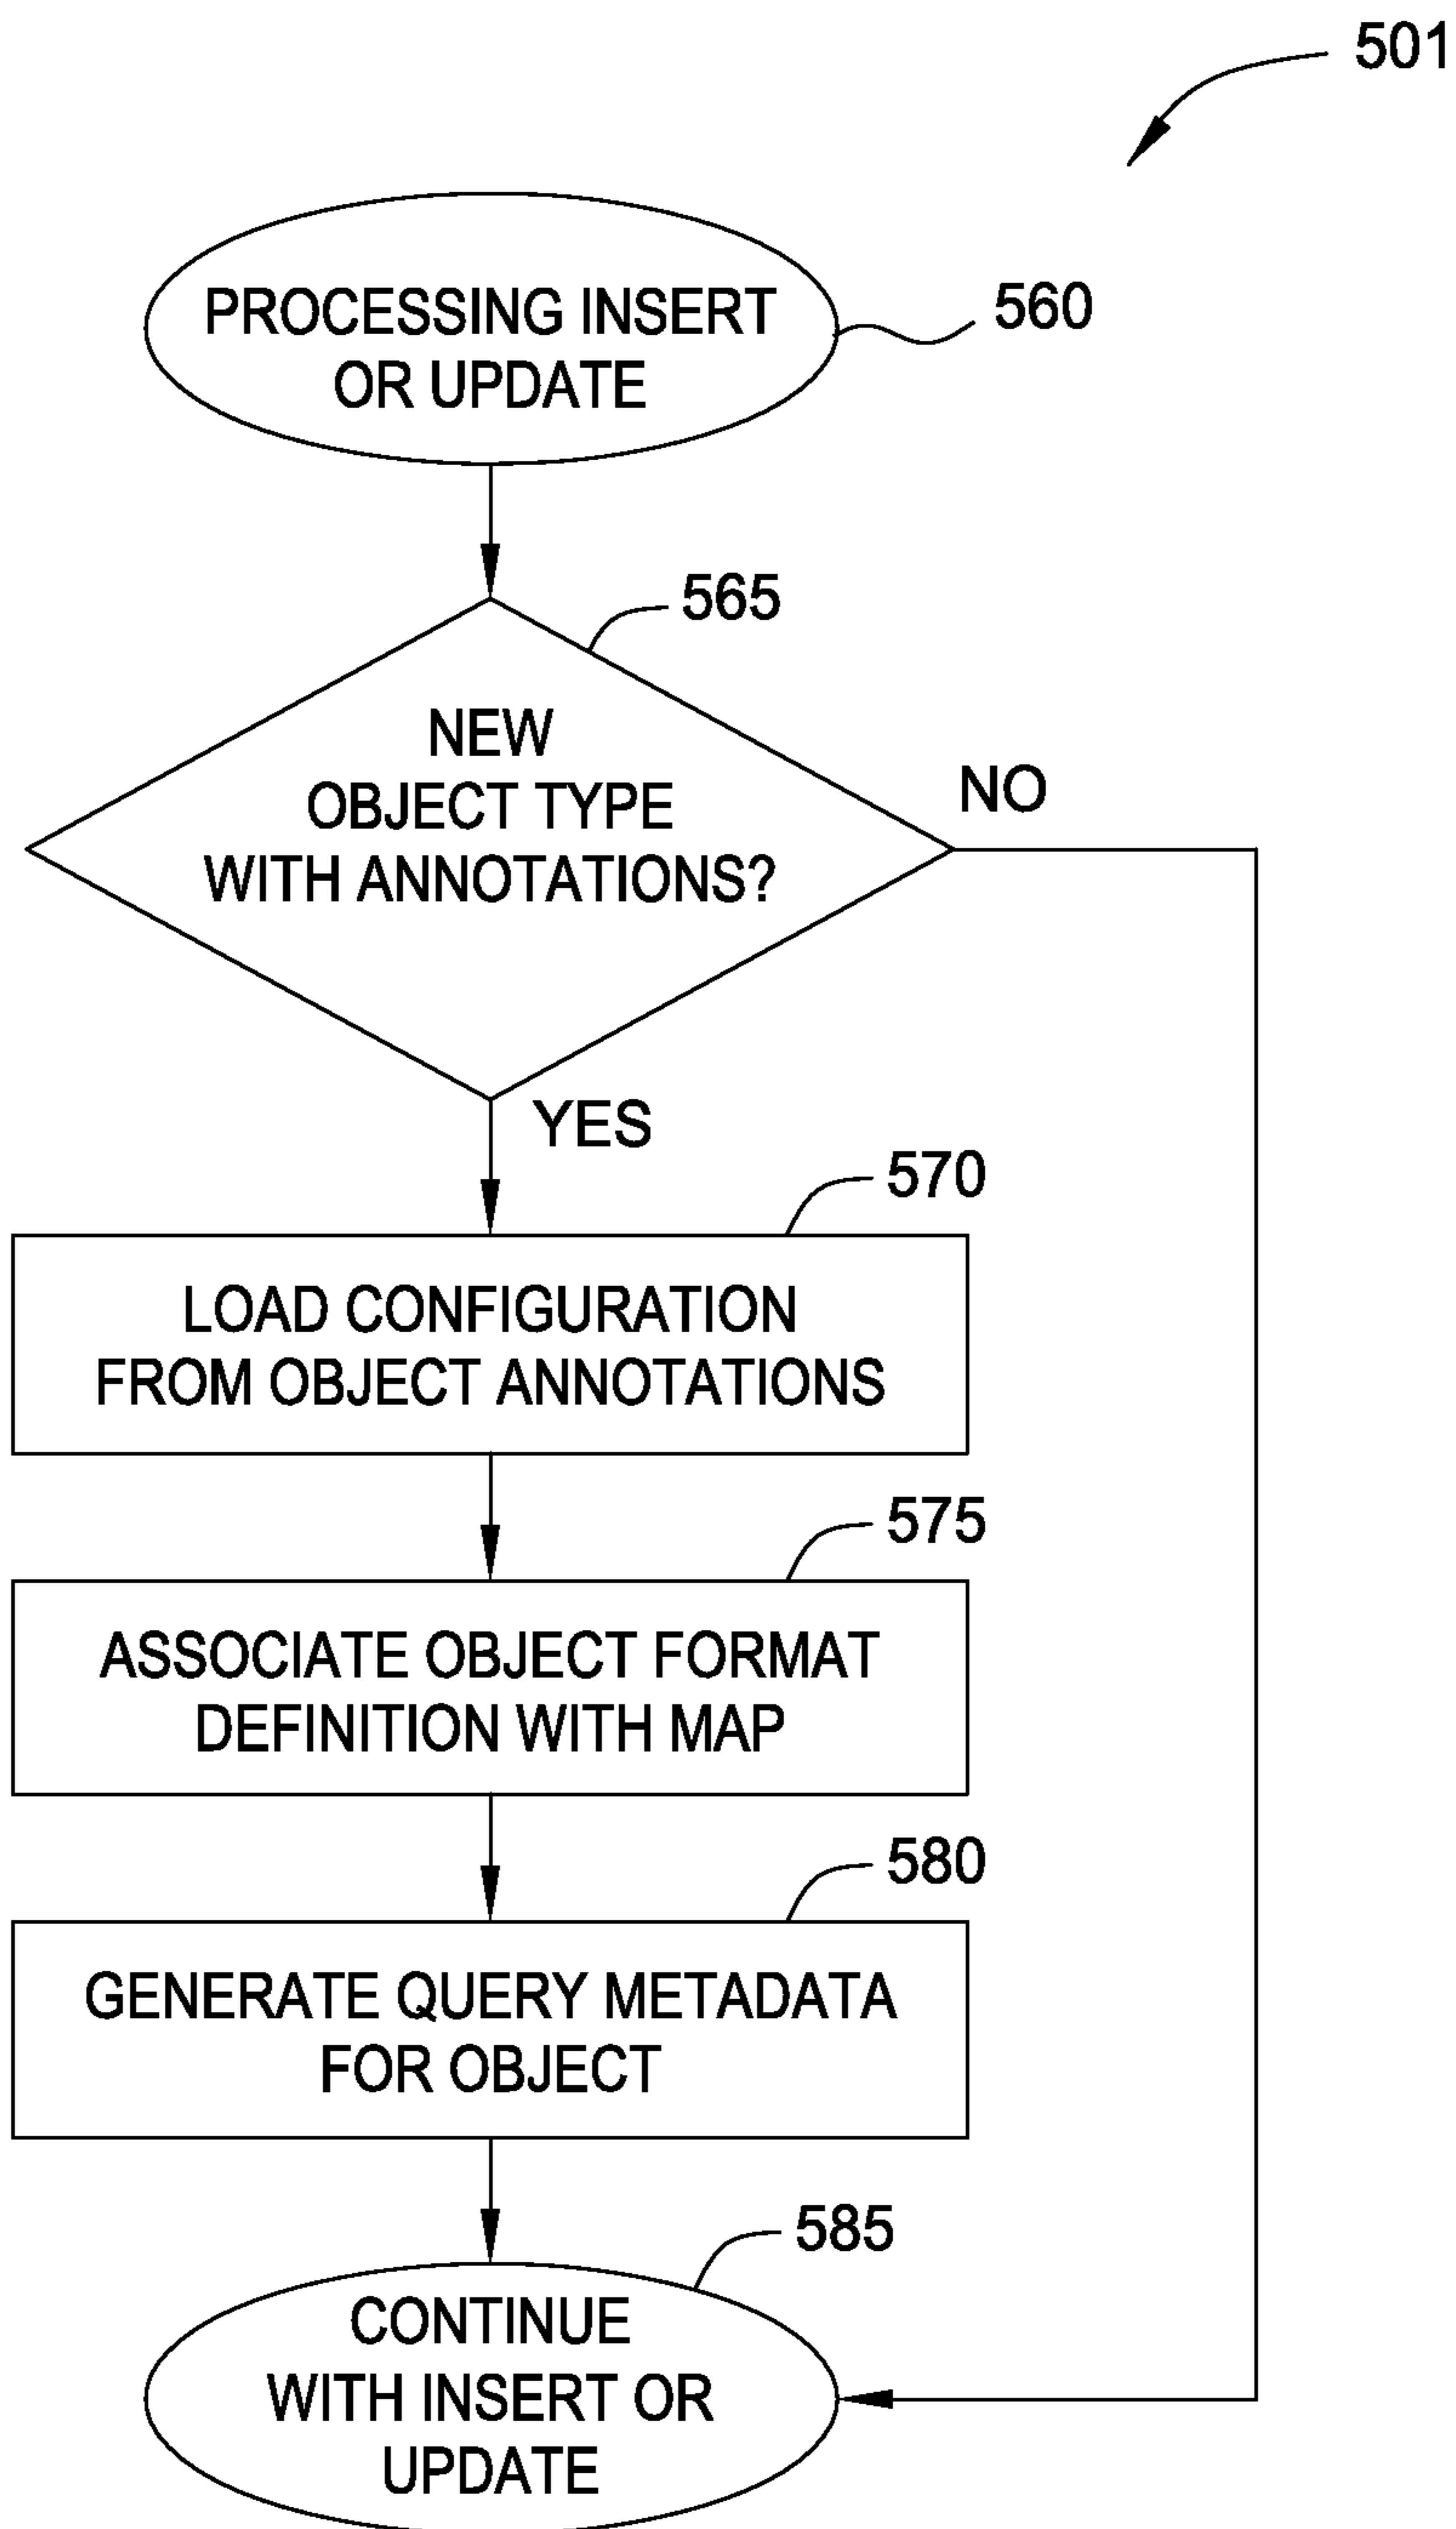 501
PROCESSING INSERT
OR UPDATE
560
565
NEW
OBJECT TYPE
WITH ANNOTATIONS?
NO
YES
570
LOAD CONFIGURATION
FROM OBJECT ANNOTATIONS
575
ASSOCIATE OBJECT FORMAT
DEFINITION WITH MAP
580
GENERATE QUERY METADATA
FOR OBJECT
585
CONTINUE
WITH INSERT OR
UPDATE